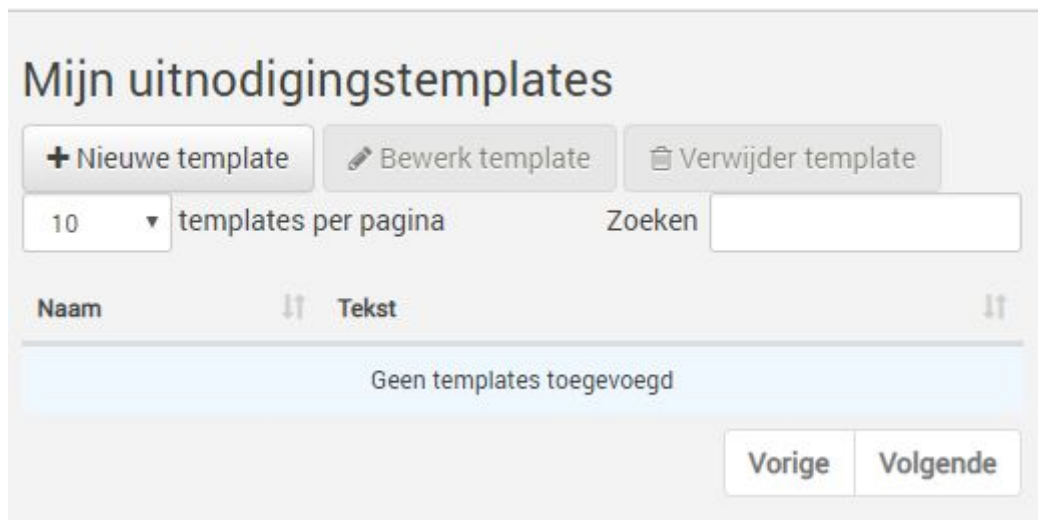 Mijn uitnodigingstemplates
Nieuwe template Bewerk template Verwijder template
10 templates per pagina Zoeken
Naam Tekst
Geen templates toegevoegd
Vorige Volgende